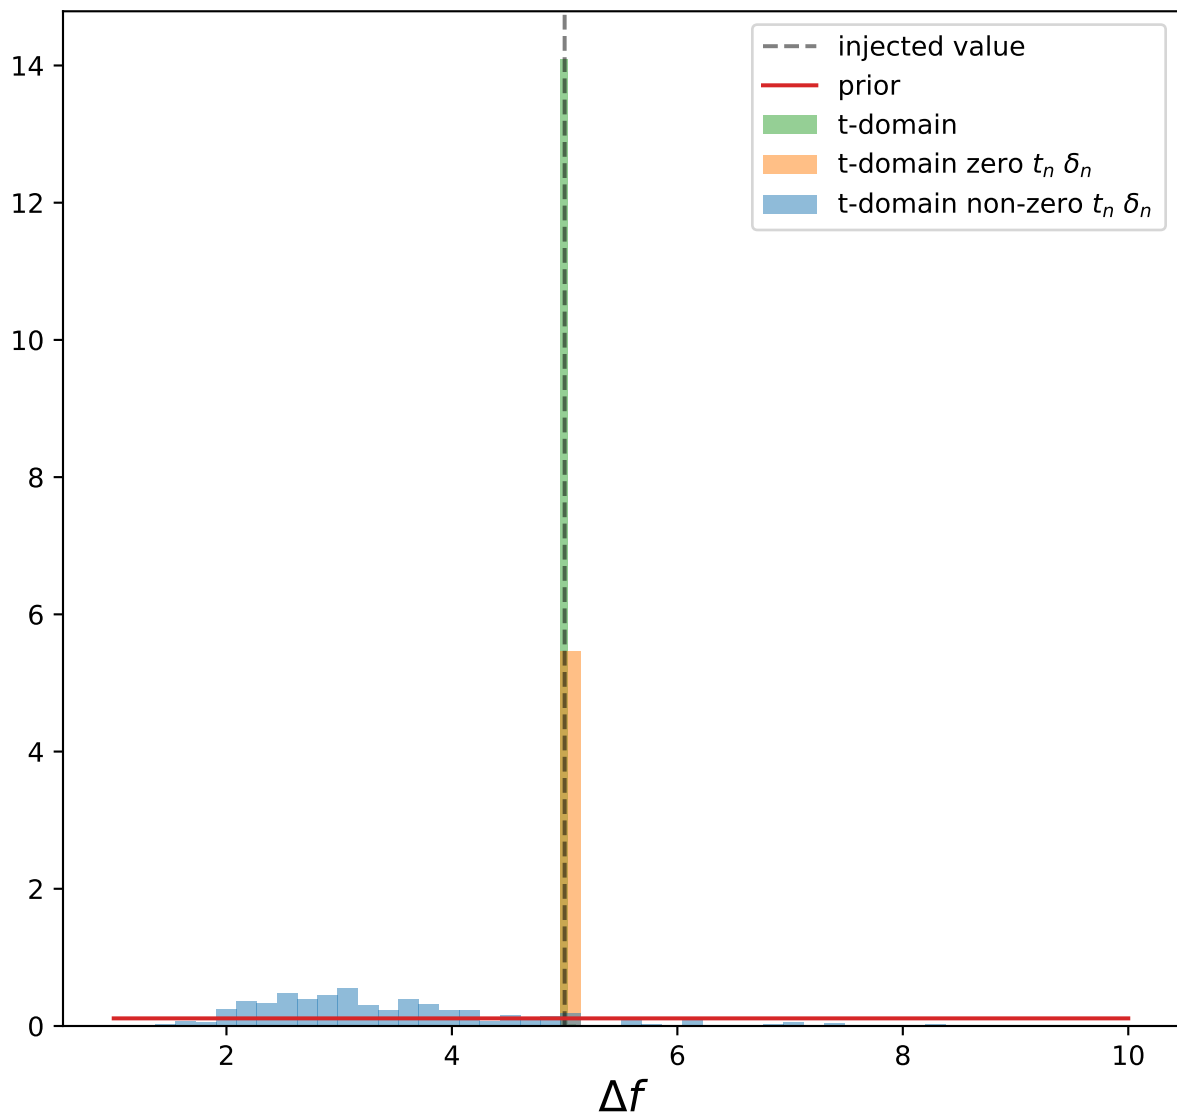 injected value
prior
t-domain
t-domain zero tₙ δₙ
t-domain non-zero tₙ δₙ
14
12
10
8
6
4
2
0
2 4 6 8 10
Δf